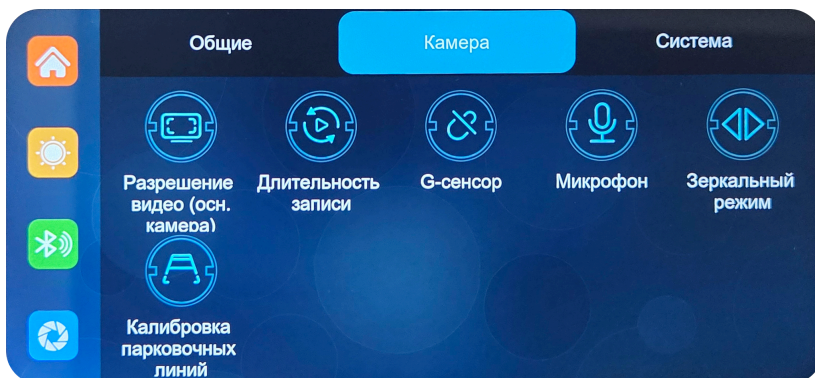 Общие
Камера
Система
Разрешение
видео (осн.
камера)
Длительность
записи
G-сенсор
Микрофон
Зеркальный
режим
Калибровка
парковочных
линий